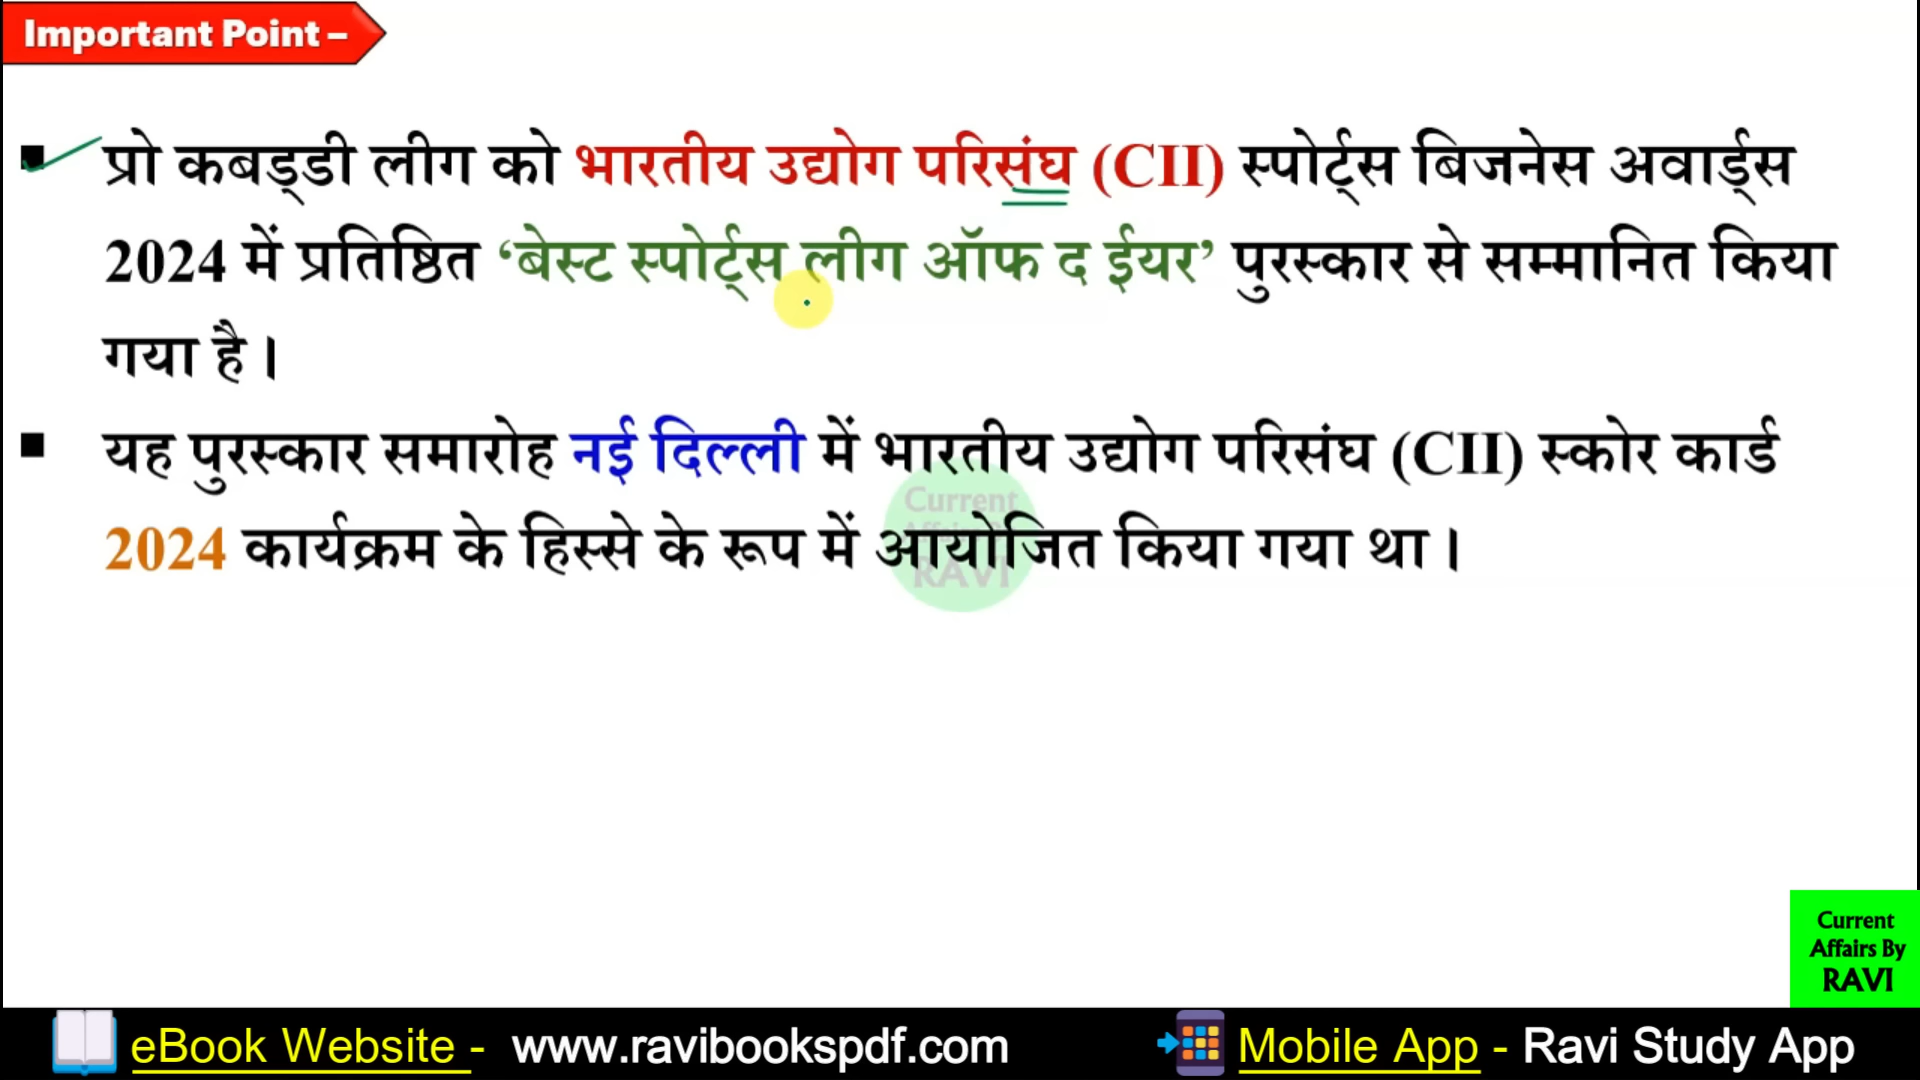 Important Point –
▪ प्रो कबड्डी लीग को भारतीय उद्योग परिसंघ (CII) स्पोर्ट्स बिजनेस अवार्ड्स
2024 में प्रतिष्ठित ‘बेस्ट स्पोर्ट्स लीग ऑफ द ईयर’ पुरस्कार से सम्मानित किया
गया है।
▪ यह पुरस्कार समारोह नई दिल्ली में भारतीय उद्योग परिसंघ (CII) स्कोर कार्ड
2024 कार्यक्रम के हिस्से के रूप में आयोजित किया गया था।
Current
Affairs By
RAVI
Current
Affairs By
RAVI
eBook Website - www.ravibookspdf.com
Mobile App - Ravi Study App